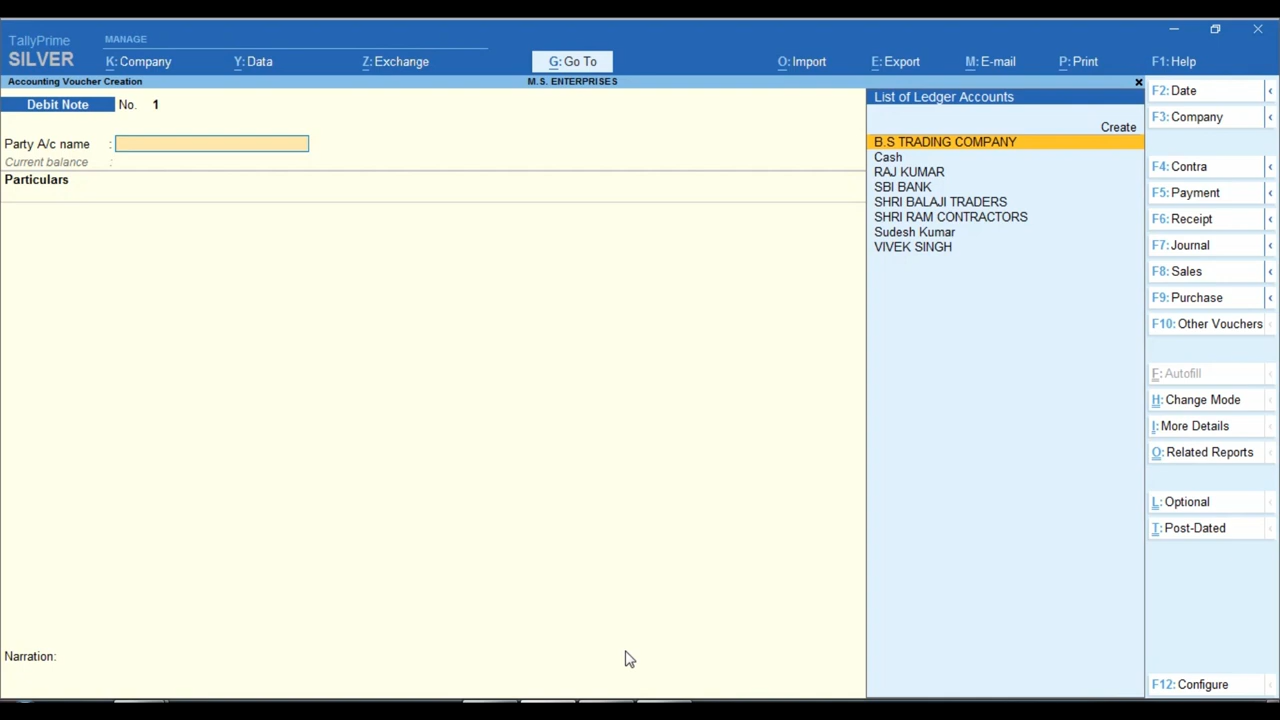 TallyPrime
SILVER
MANAGE
K: Company
Y: Data
Z: Exchange
G: Go To
O: Import
E: Export
M: E-mail
P: Print
F1: Help
Accounting Voucher Creation
M.S. ENTERPRISES
Debit Note No. 1
Party A/c name :
Current balance :
Particulars
Narration:
List of Ledger Accounts
Create
B.S TRADING COMPANY
Cash
RAJ KUMAR
SBI BANK
SHRI BALAJI TRADERS
SHRI RAM CONTRACTORS
Sudesh Kumar
VIVEK SINGH
F2: Date
F3: Company
F4: Contra
F5: Payment
F6: Receipt
F7: Journal
F8: Sales
F9: Purchase
F10: Other Vouchers
F: Autofill
H: Change Mode
I: More Details
O: Related Reports
L: Optional
T: Post-Dated
F12: Configure